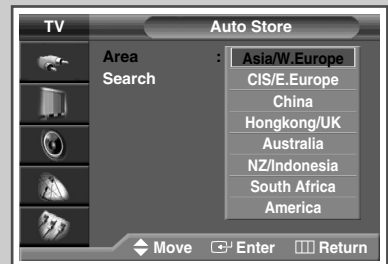 TV Auto Store
Area : Asia/W.Europe
Search CIS/E.Europe
China
Hongkong/UK
Australia
NZ/Indonesia
South Africa
America
Move Enter Return